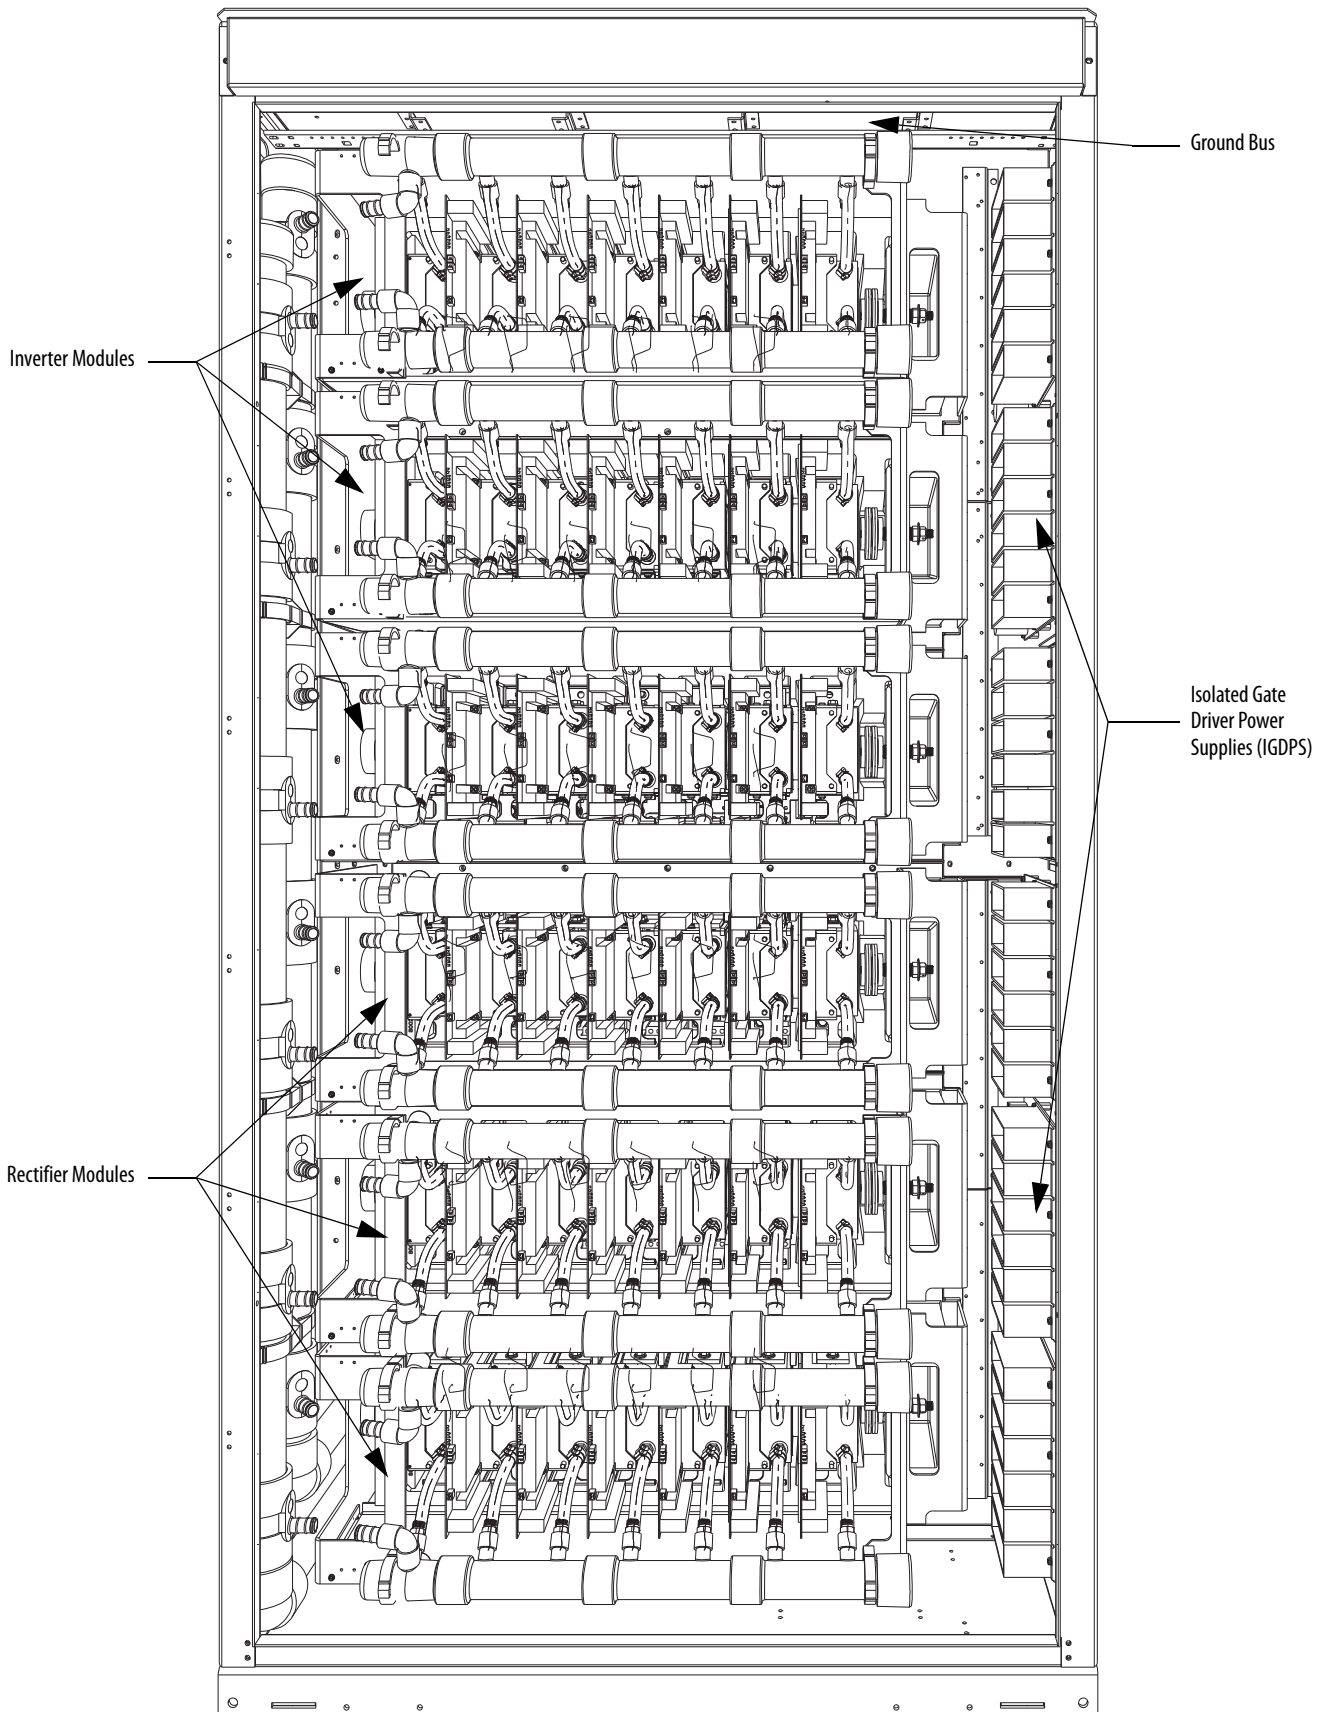 Ground Bus
Inverter Modules
Isolated Gate
Driver Power
Supplies (IGDPS)
Rectifier Modules